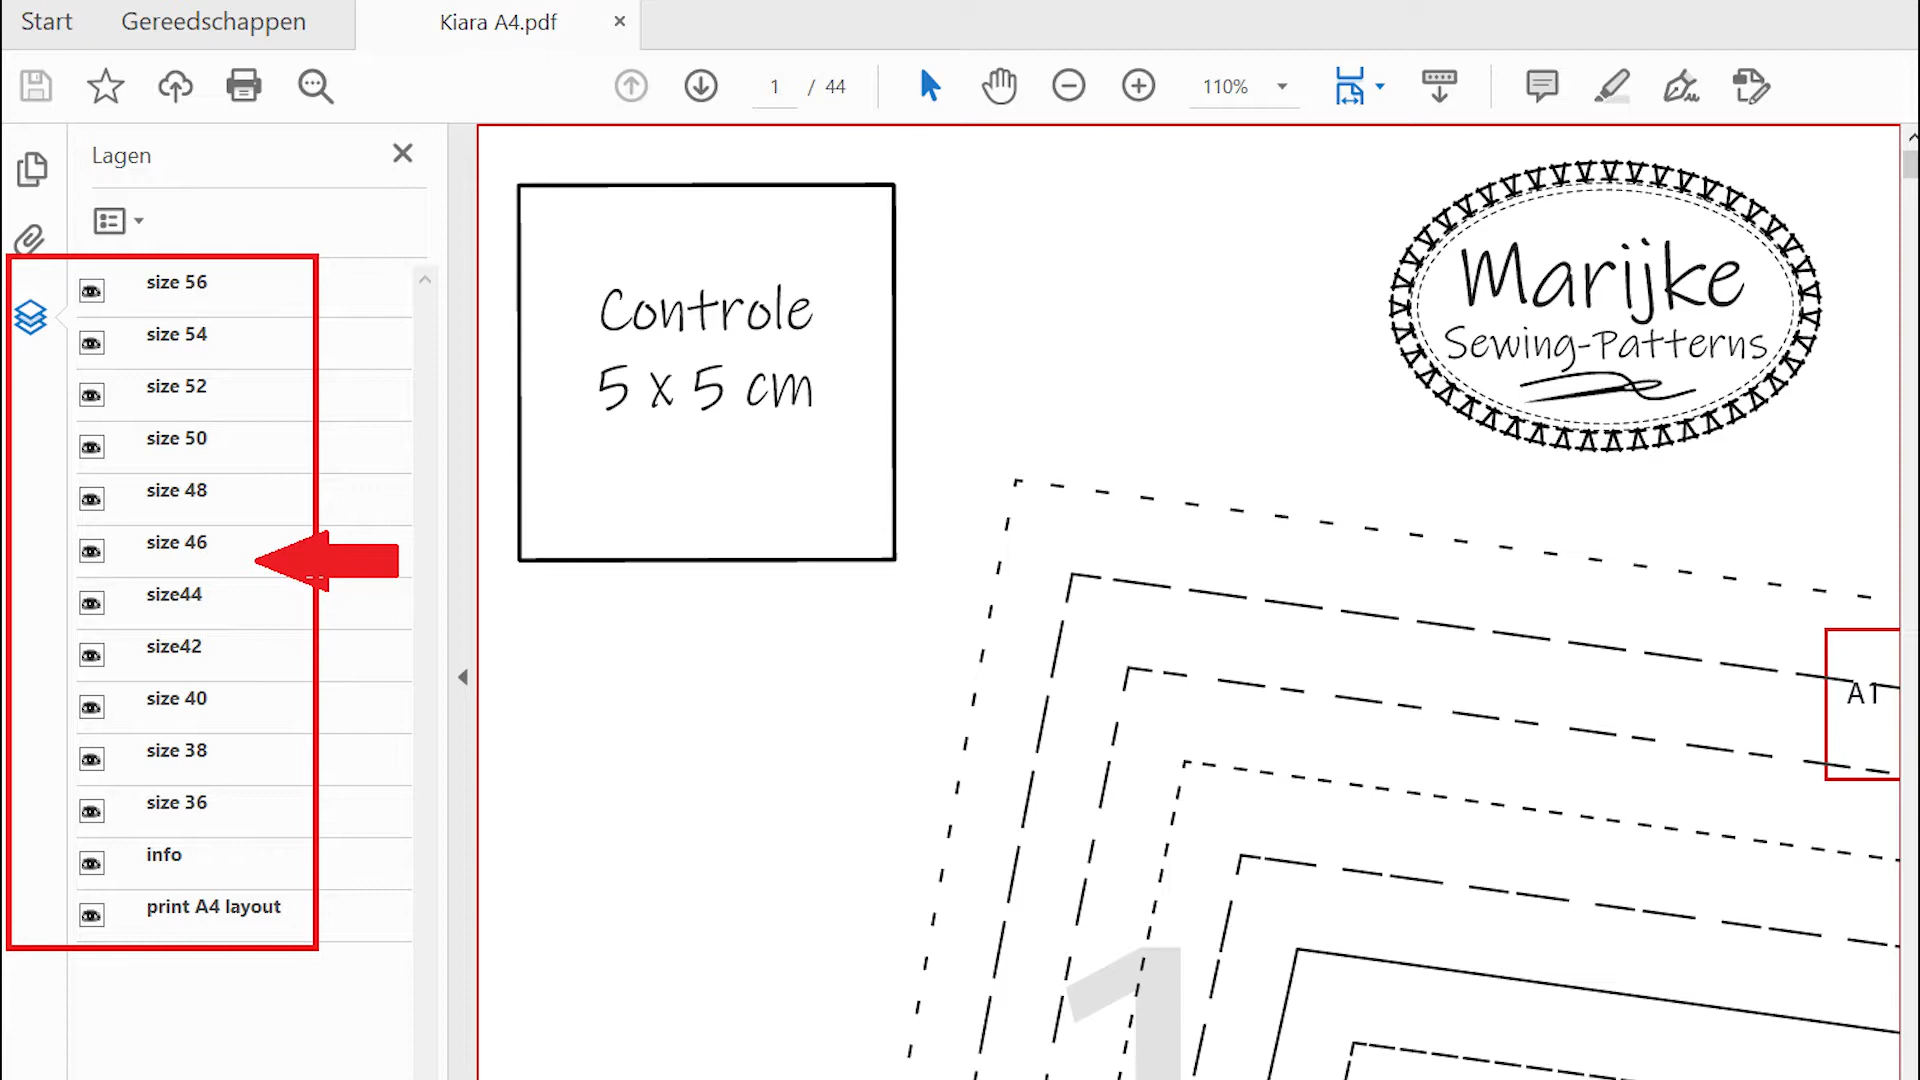 Start
Gereedschappen
Kiara A4.pdf
1 / 44
110%
Lagen
size 56
size 54
size 52
size 50
size 48
size 46
size44
size42
size 40
size 38
size 36
info
print A4 layout
Controle
5 x 5 cm
Marijke
Sewing-Patterns
A1
1